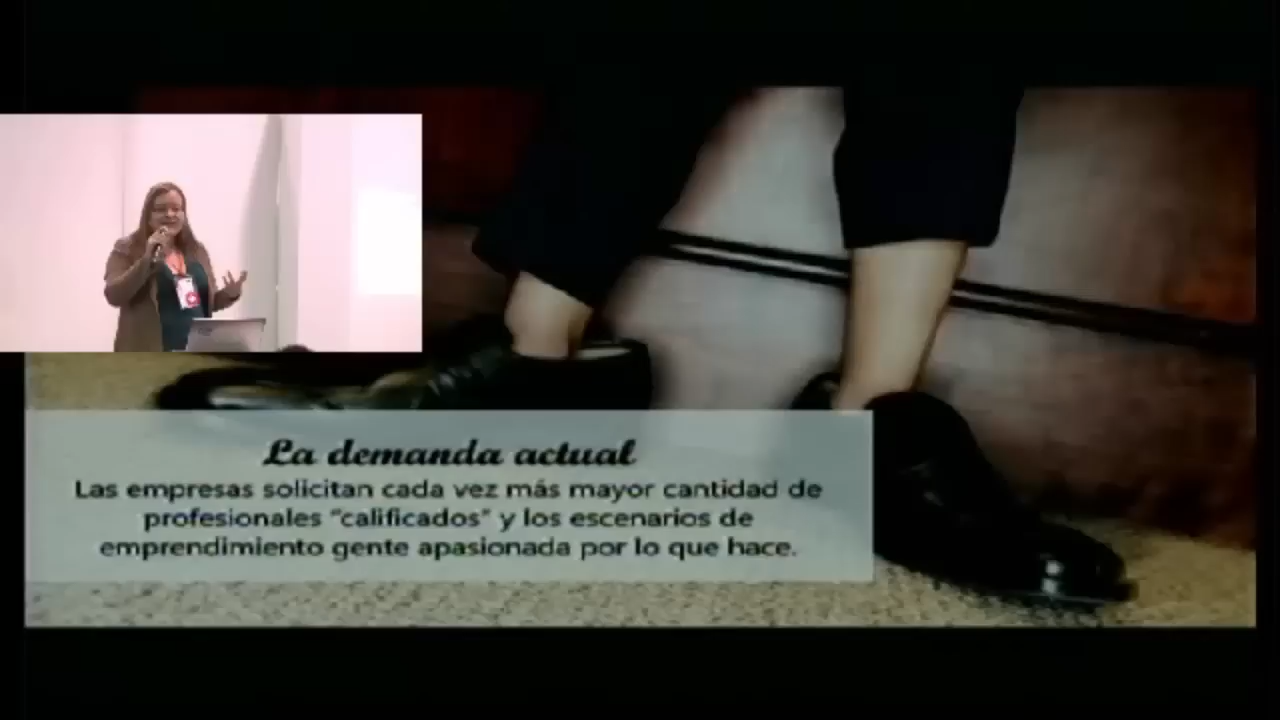 La demanda actual
Las empresas solicitan cada vez más mayor cantidad de
profesionales "calificados" y los escenarios de
emprendimiento gente apasionada por lo que hace.